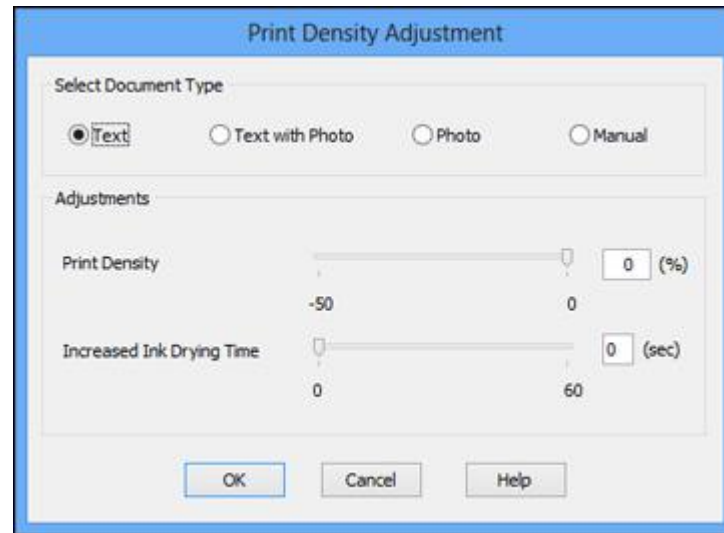 Print Density Adjustment
Select Document Type
Text Text with Photo Photo Manual
Adjustments
Print Density 0 (%)
-50 0
Increased Ink Drying Time 0 (sec)
0 60
OK Cancel Help